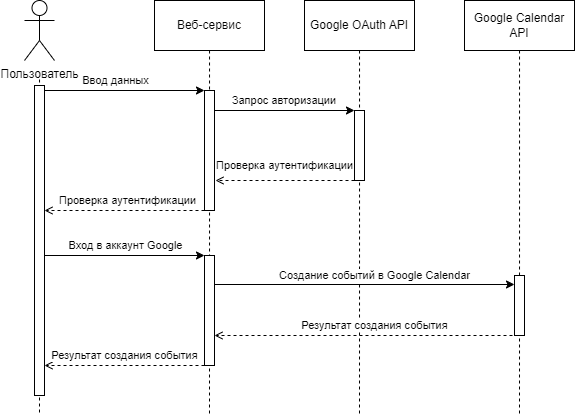 Веб-сервис
Google OAuth API
Google Calendar
API
Пользователь
Ввод данных
Запрос авторизации
Проверка аутентификации
Проверка аутентификации
Вход в аккаунт Google
Создание событий в Google Calendar
Результат создания события
Результат создания события